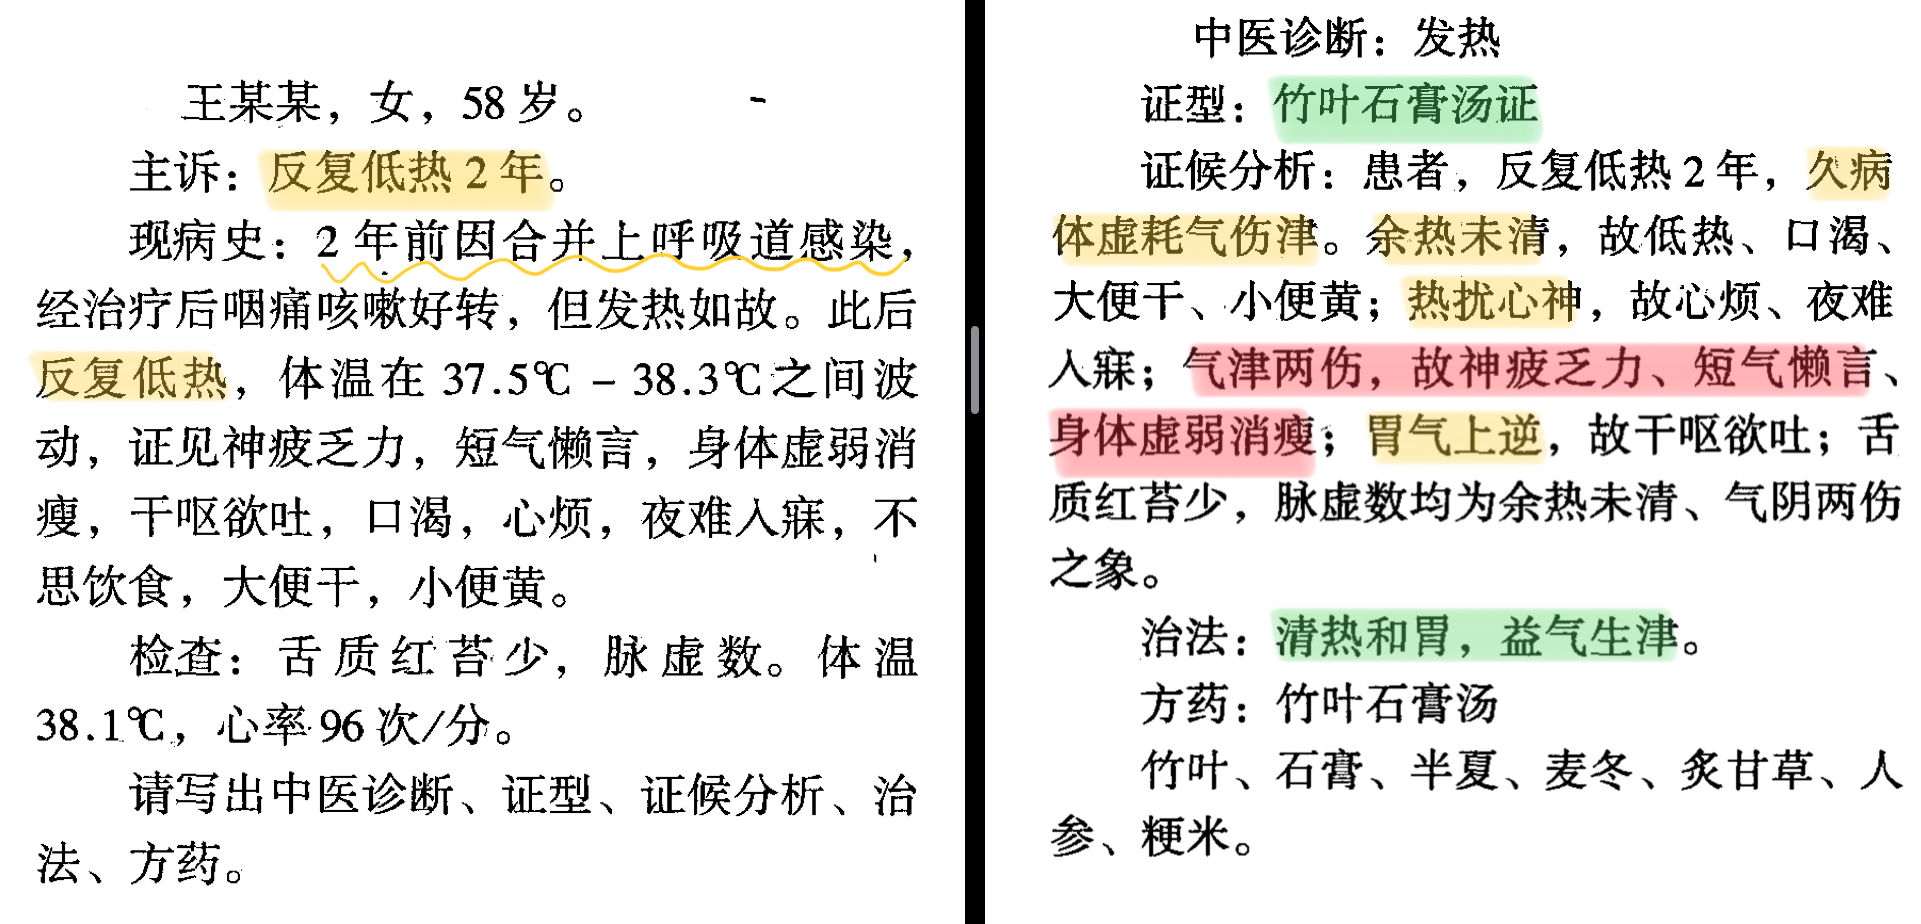 王某某，女，58岁。
主诉：反复低热2年。
现病史：2年前因合并上呼吸道感染，
经治疗后咽痛咳嗽好转，但发热如故。此后
反复低热，体温在37.5℃－38.3℃之间波
动，证见神疲乏力，短气懒言，身体虚弱消
瘦，干呕欲吐，口渴，心烦，夜难入寐，不
思饮食，大便干，小便黄。
检查：舌质红苔少，脉虚数。体温
38.1℃，心率96次/分。
请写出中医诊断、证型、证候分析、治
法、方药。
中医诊断：发热
证型：竹叶石膏汤证
证候分析：患者，反复低热2年，久病
体虚耗气伤津。余热未清，故低热、口渴、
大便干、小便黄；热扰心神，故心烦、夜难
入寐；气津两伤，故神疲乏力、短气懒言、
身体虚弱消瘦；胃气上逆，故干呕欲吐；舌
质红苔少，脉虚数均为余热未清、气阴两伤
之象。
治法：清热和胃，益气生津。
方药：竹叶石膏汤
竹叶、石膏、半夏、麦冬、炙甘草、人
参、粳米。